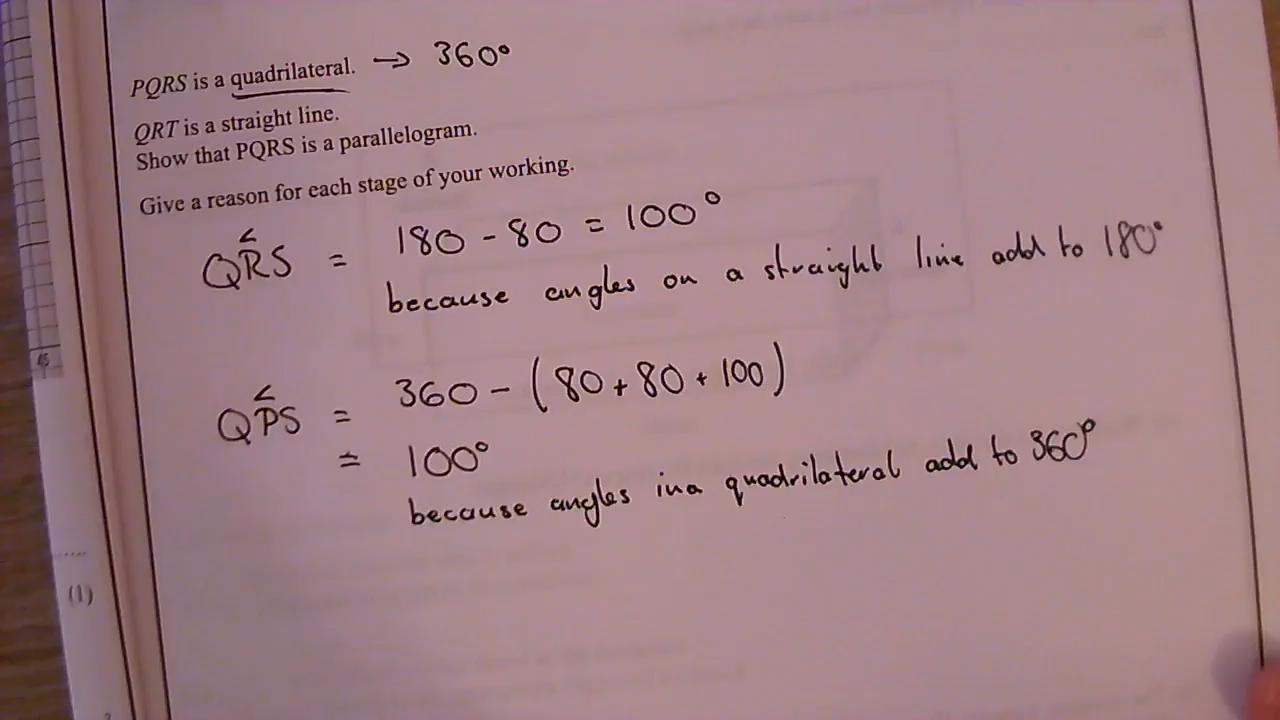 PQRS is a quadrilateral. → 360°
QRT is a straight line.
Show that PQRS is a parallelogram.
Give a reason for each stage of your working.
QR̂S = 180 - 80 = 100°
because angles on a straight line add to 180°
QP̂S = 360 - (80 + 80 + 100)
= 100°
because angles in a quadrilateral add to 360°
(1)